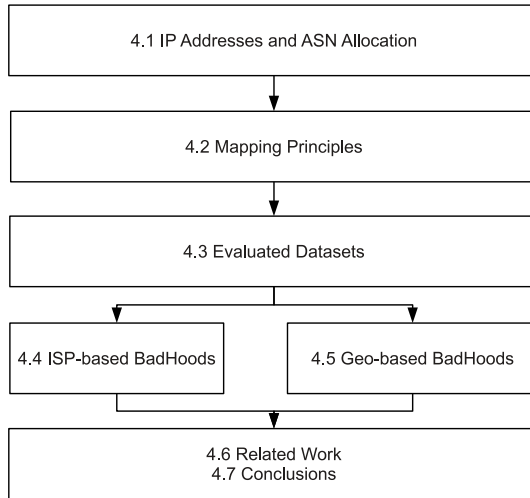 4.1 IP Addresses and ASN Allocation
4.2 Mapping Principles
4.3 Evaluated Datasets
4.4 ISP-based BadHoods
4.5 Geo-based BadHoods
4.6 Related Work
4.7 Conclusions